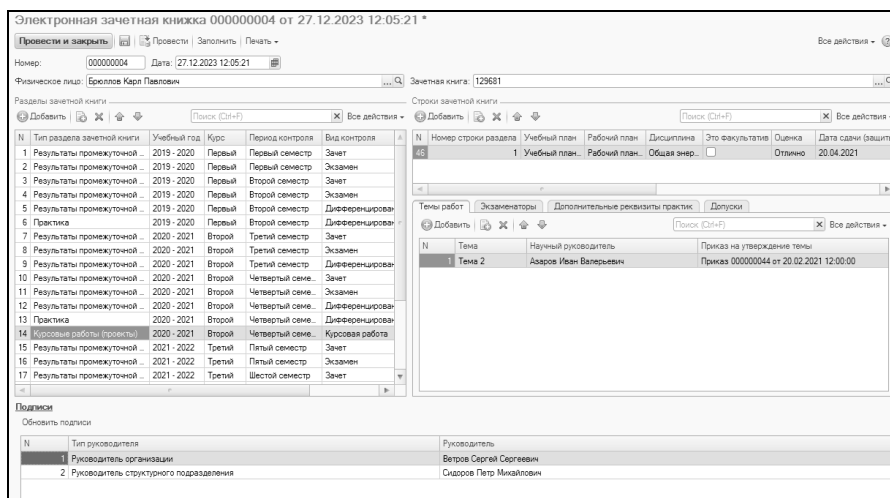 Электронная зачетная книжка 000000004 от 27.12.2023 12:05:21 *
Провести и закрыть Провести Заполнить Печать Все действия
Номер: 000000004 Дата: 27.12.2023 12:05:21
Физическое лицо: Брюллов Карл Павлович ... Зачетная книга: 129681 ...
Разделы зачетной книги
Добавить Поиск (Ctrl+F) Все действия
N Тип раздела зачетной книги Учебный год Курс Период контроля Вид контроля
1 Результаты промежуточной ... 2019 - 2020 Первый Первый семестр Зачет
2 Результаты промежуточной ... 2019 - 2020 Первый Первый семестр Экзамен
3 Результаты промежуточной ... 2019 - 2020 Первый Второй семестр Зачет
4 Результаты промежуточной ... 2019 - 2020 Первый Второй семестр Экзамен
5 Результаты промежуточной ... 2019 - 2020 Первый Второй семестр Дифференцирован
6 Практика 2019 - 2020 Первый Второй семестр Дифференцирован
7 Результаты промежуточной ... 2020 - 2021 Второй Третий семестр Зачет
8 Результаты промежуточной ... 2020 - 2021 Второй Третий семестр Экзамен
9 Результаты промежуточной ... 2020 - 2021 Второй Третий семестр Дифференцирован
10 Результаты промежуточной ... 2020 - 2021 Второй Четвертый семе... Зачет
11 Результаты промежуточной ... 2020 - 2021 Второй Четвертый семе... Экзамен
12 Результаты промежуточной ... 2020 - 2021 Второй Четвертый семе... Дифференцирован
13 Практика 2020 - 2021 Второй Четвертый семе... Дифференцирован
14 Курсовые работы (проекты) 2020 - 2021 Второй Четвертый семе... Курсовая работа
15 Результаты промежуточной ... 2021 - 2022 Третий Пятый семестр Зачет
16 Результаты промежуточной ... 2021 - 2022 Третий Пятый семестр Экзамен
17 Результаты промежуточной ... 2021 - 2022 Третий Шестой семестр Зачет
Строки зачетной книги
Добавить Поиск (Ctrl+F) Все действия
N Номер строки раздела Учебный план Рабочий план Дисциплина Это факультатив Оценка Дата сдачи (защиты
46 1 Учебный план... Рабочий план... Общая энер... Отлично 20.04.2021
Темы работ Экзаменаторы Дополнительные реквизиты практик Допуски
Добавить Поиск (Ctrl+F) Все действия
N Тема Научный руководитель Приказ на утверждение темы
1 Тема 2 Азаров Иван Валерьевич Приказ 000000044 от 20.02.2021 12:00:00
Подписи
Обновить подписи
N Тип руководителя Руководитель
1 Руководитель организации Ветров Сергей Сергеевич
2 Руководитель структурного подразделения Сидоров Петр Михайлович